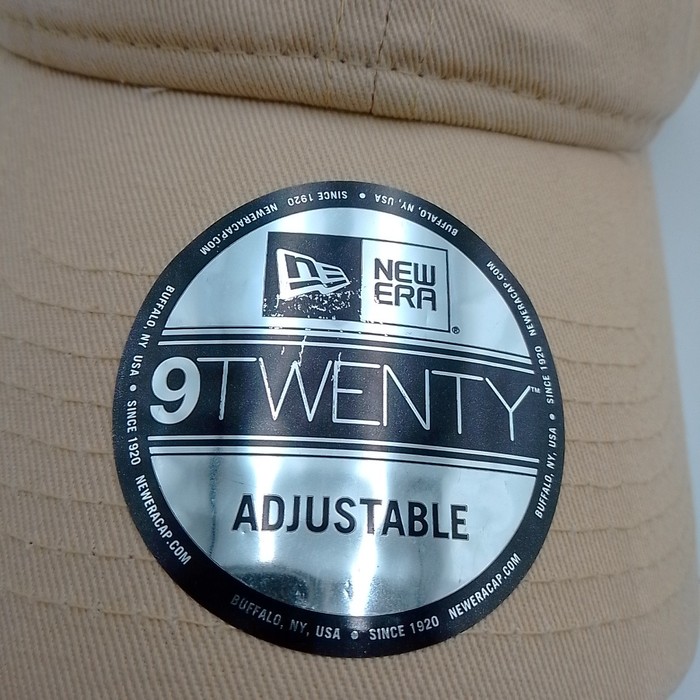 NEW
ERA
®
9TWENTY™
ADJUSTABLE
BUFFALO, NY, USA • SINCE 1920 NEWERACAP.COM
BUFFALO, NY, USA • SINCE 1920 NEWERACAP.COM
BUFFALO, NY, USA • SINCE 1920 NEWERACAP.COM
BUFFALO, NY, USA • SINCE 1920 NEWERACAP.COM